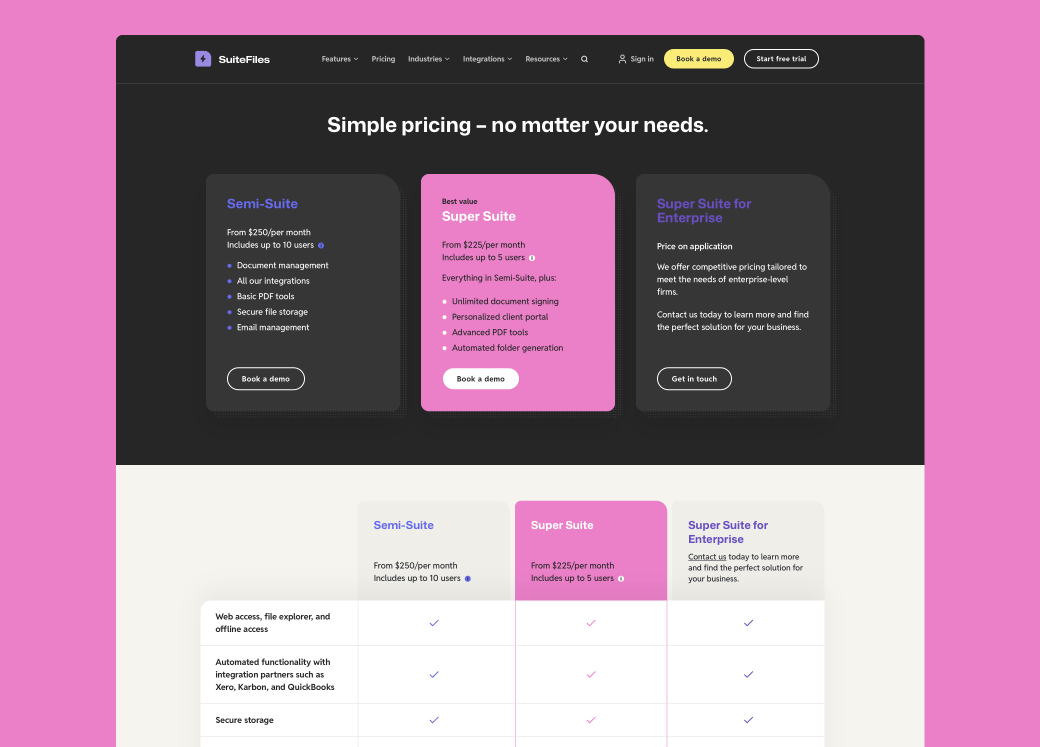 SuiteFiles
Features
Pricing
Industries
Integrations
Resources
Sign in
Book a demo
Start free trial
Simple pricing – no matter your needs.
Semi-Suite
From $250/per month
Includes up to 10 users
Document management
All our integrations
Basic PDF tools
Secure file storage
Email management
Book a demo
Best value
Super Suite
From $225/per month
Includes up to 5 users
Everything in Semi-Suite, plus:
Unlimited document signing
Personalized client portal
Advanced PDF tools
Automated folder generation
Book a demo
Super Suite for
Enterprise
Price on application
We offer competitive pricing tailored to
meet the needs of enterprise-level
firms.
Contact us today to learn more and find
the perfect solution for your business.
Get in touch
Semi-Suite
From $250/per month
Includes up to 10 users
Super Suite
From $225/per month
Includes up to 5 users
Super Suite for
Enterprise
Contact us today to learn more
and find the perfect solution for
your business.
Web access, file explorer, and
offline access
Automated functionality with
integration partners such as
Xero, Karbon, and QuickBooks
Secure storage